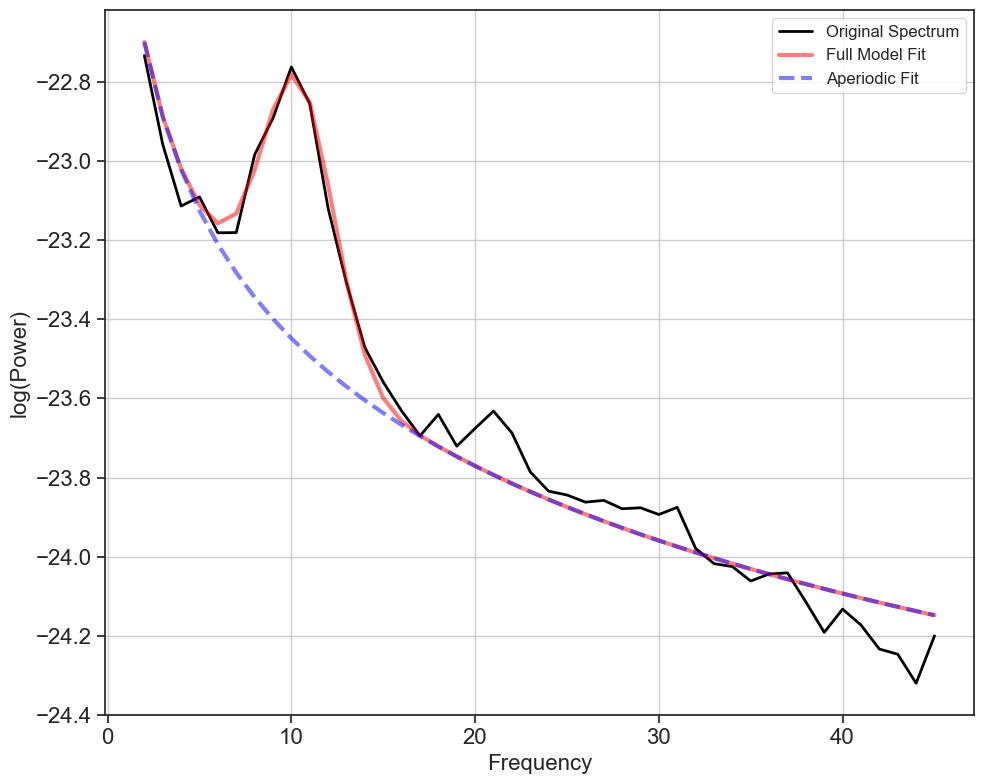 Original Spectrum
Full Model Fit
Aperiodic Fit
−22.8
−23.0
−23.2
−23.4
−23.6
−23.8
−24.0
−24.2
−24.4
log(Power)
0 10 20 30 40
Frequency